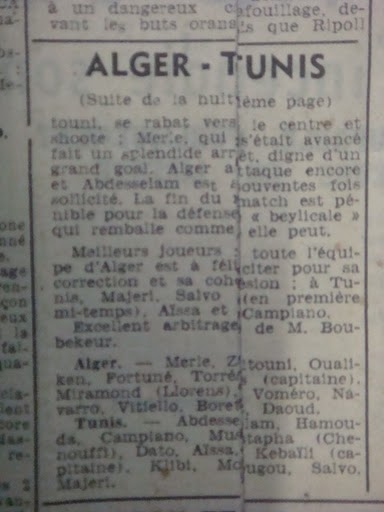 à un dangereux cafouillage, de-
vant les buts orans
is que Ripoll
ALGER - TUNIS
(Suite de la huitième page)
touni, se rabat vers le centre et
shoote ; Merle, qui s'était avancé
fait un splendide arrêt, digne d'un
grand goal. Alger attaque encore
et Abdesselam est souventes fois
sollicité. La fin du match est pé-
nible pour la défense « beylicale »
qui remballe comme elle peut.
Meilleurs joueurs : toute l'équi-
pe d'Alger est à féliciter pour sa
correction et sa cohésion ; à Tu-
nis, Majeri, Salvo (en première
mi-temps), Aïssa et Campiano.
Excellent arbitrage de M. Bou-
bekeur.
Alger. — Merle, Zitouni, Ouali-
ken, Fortuné, Torrés (capitaine),
Miramond (Llorens), Voméro, Na-
varro, Vitiello, Boret, Daoud.
Tunis. — Abdesselam, Hamou-
da, Campiano, Mustapha (Che-
nouffi), Dato, Aïssa, Kebaïli (ca-
pitaine), Klibi, Mougou, Salvo,
Majeri.